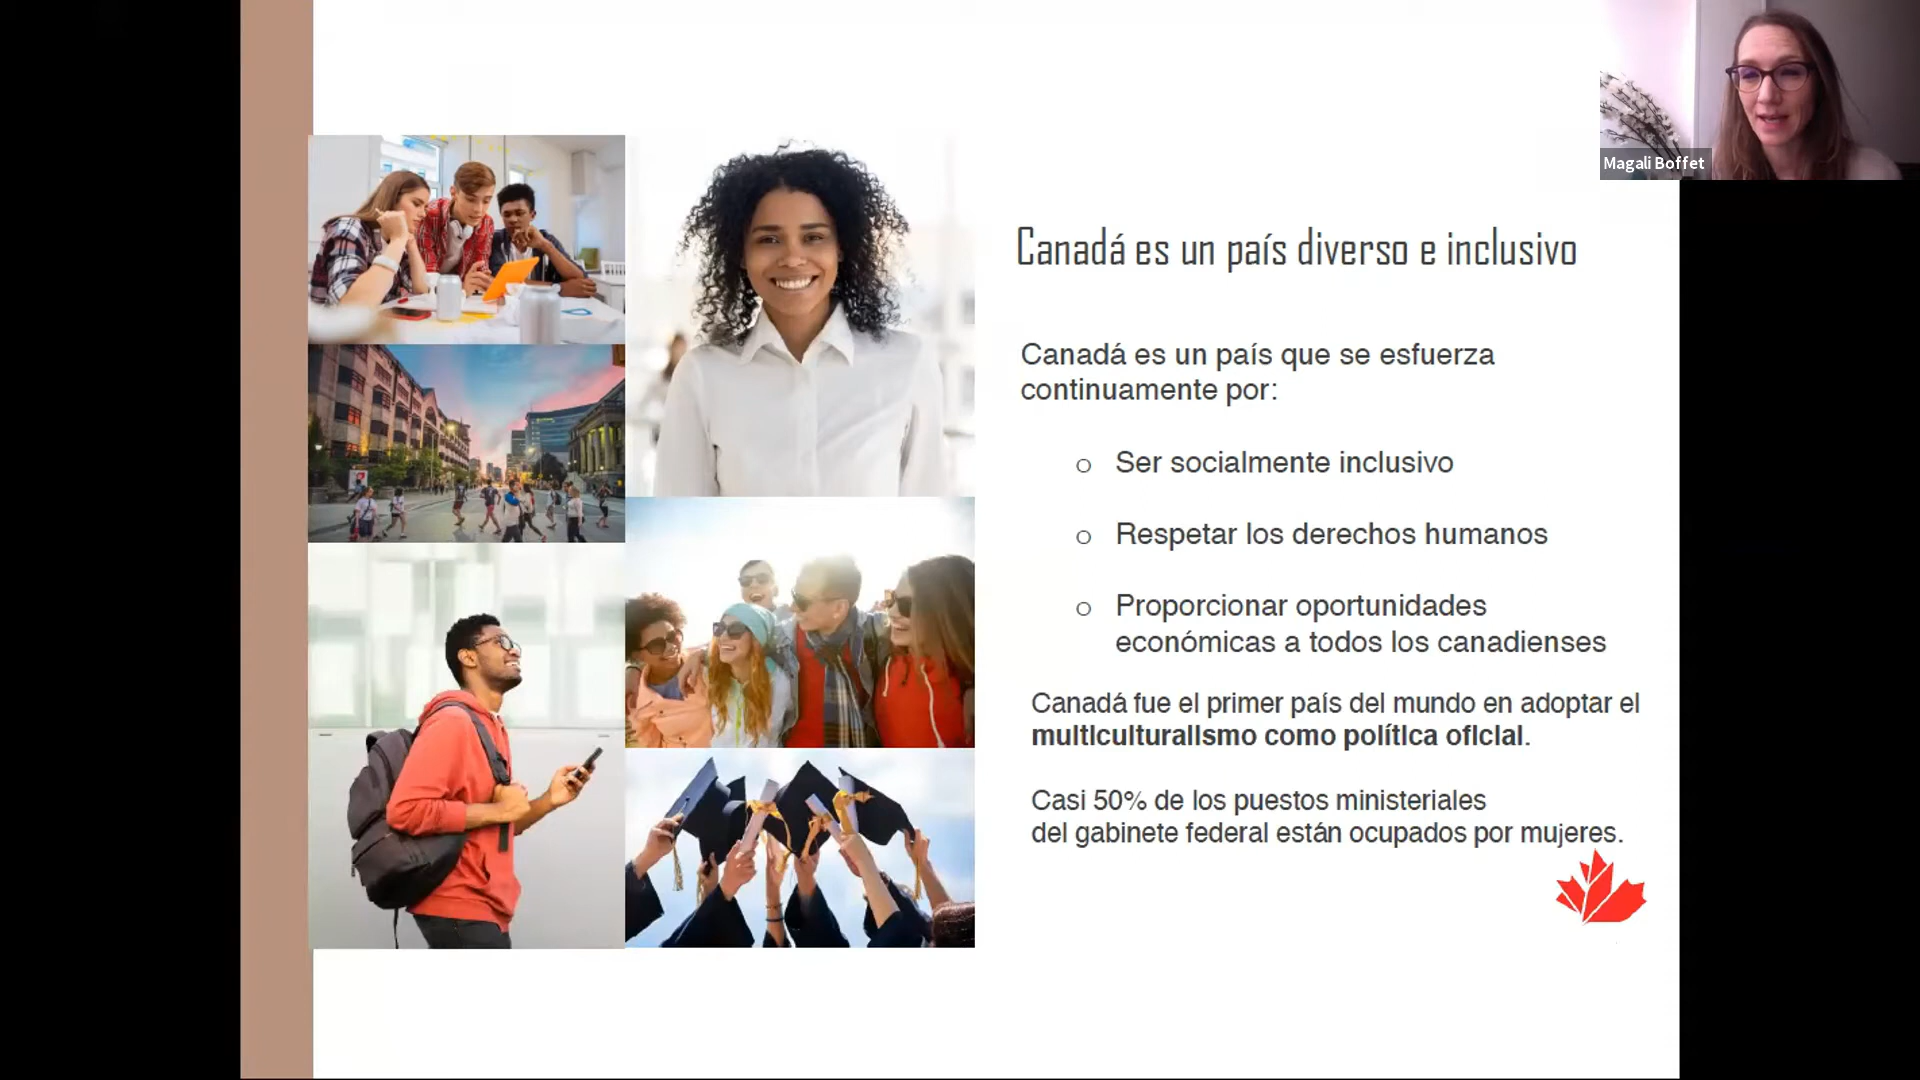 Magali Boffet
Canadá es un país diverso e inclusivo
Canadá es un país que se esfuerza
continuamente por:
o Ser socialmente inclusivo
o Respetar los derechos humanos
o Proporcionar oportunidades
económicas a todos los canadienses
Canadá fue el primer país del mundo en adoptar el
multiculturalismo como política oficial.
Casi 50% de los puestos ministeriales
del gabinete federal están ocupados por mujeres.